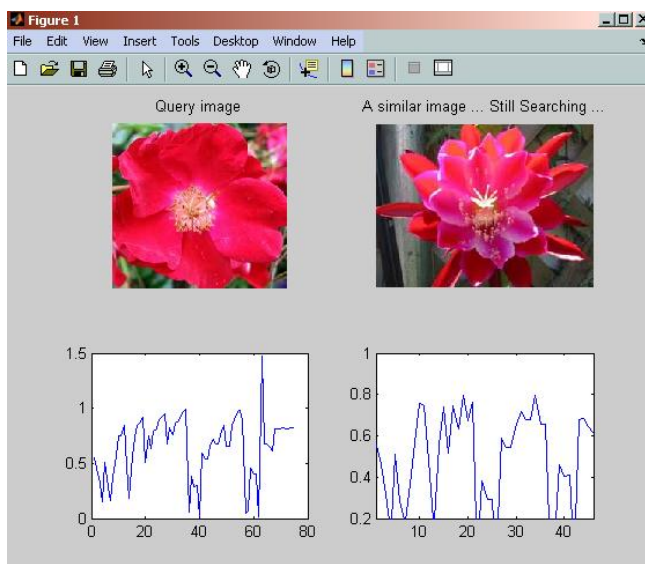 Figure 1
File Edit View Insert Tools Desktop Window Help
Query image
A similar image ... Still Searching ...
1.5
1
0.5
0
0 20 40 60 80
1
0.8
0.6
0.4
0.2
10 20 30 40